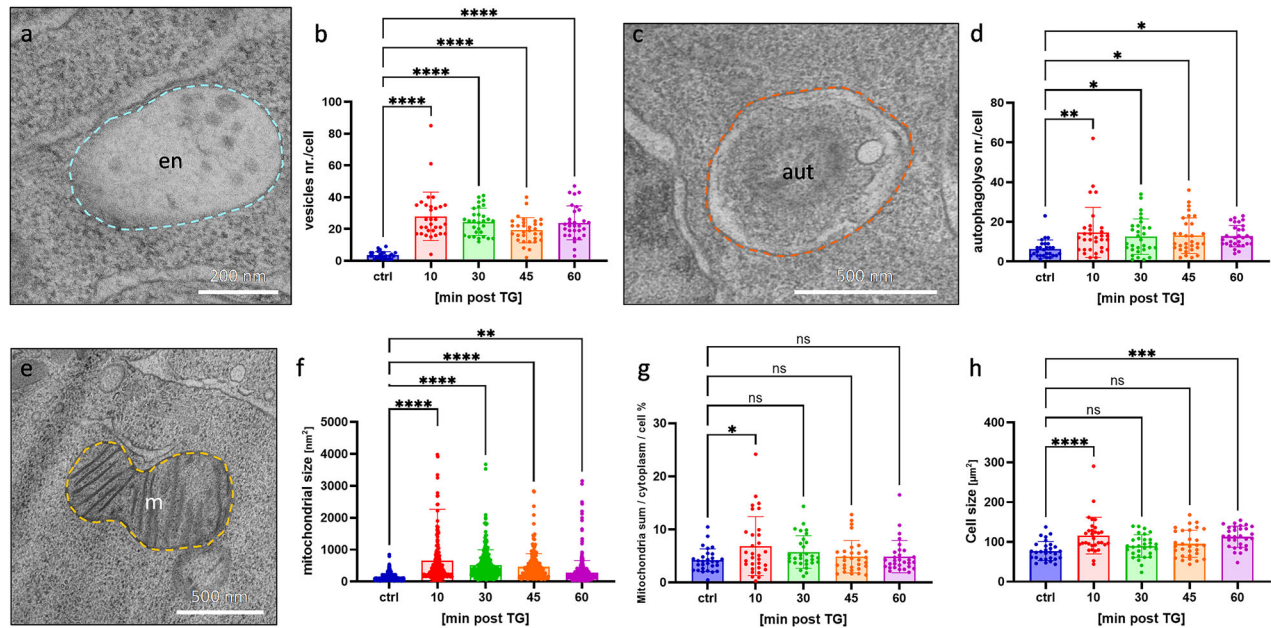 a
en
200 nm
b
****
****
****
****
vesicles nr./cell
100
80
60
40
20
0
ctrl 10 30 45 60
[min post TG]
c
aut
500 nm
d
*
*
*
**
autophagolyso nr./cell
80
60
40
20
0
ctrl 10 30 45 60
[min post TG]
e
m
500 nm
f
**
****
****
****
mitochondrial size [nm²]
5000
4000
3000
2000
1000
0
ctrl 10 30 45 60
[min post TG]
g
ns
ns
ns
*
Mitochondria sum / cytoplasm / cell %
30
20
10
0
ctrl 10 30 45 60
[min post TG]
h
***
ns
ns
****
Cell size [µm²]
400
300
200
100
0
ctrl 10 30 45 60
[min post TG]